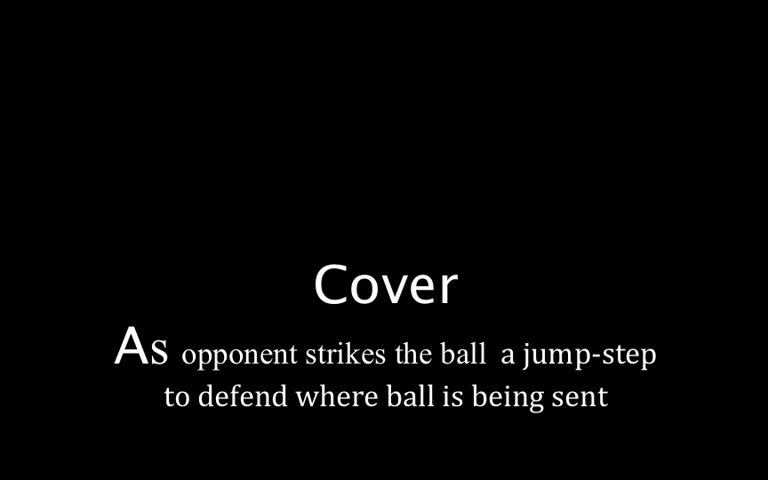 Cover
As opponent strikes the ball a jump-step
to defend where ball is being sent